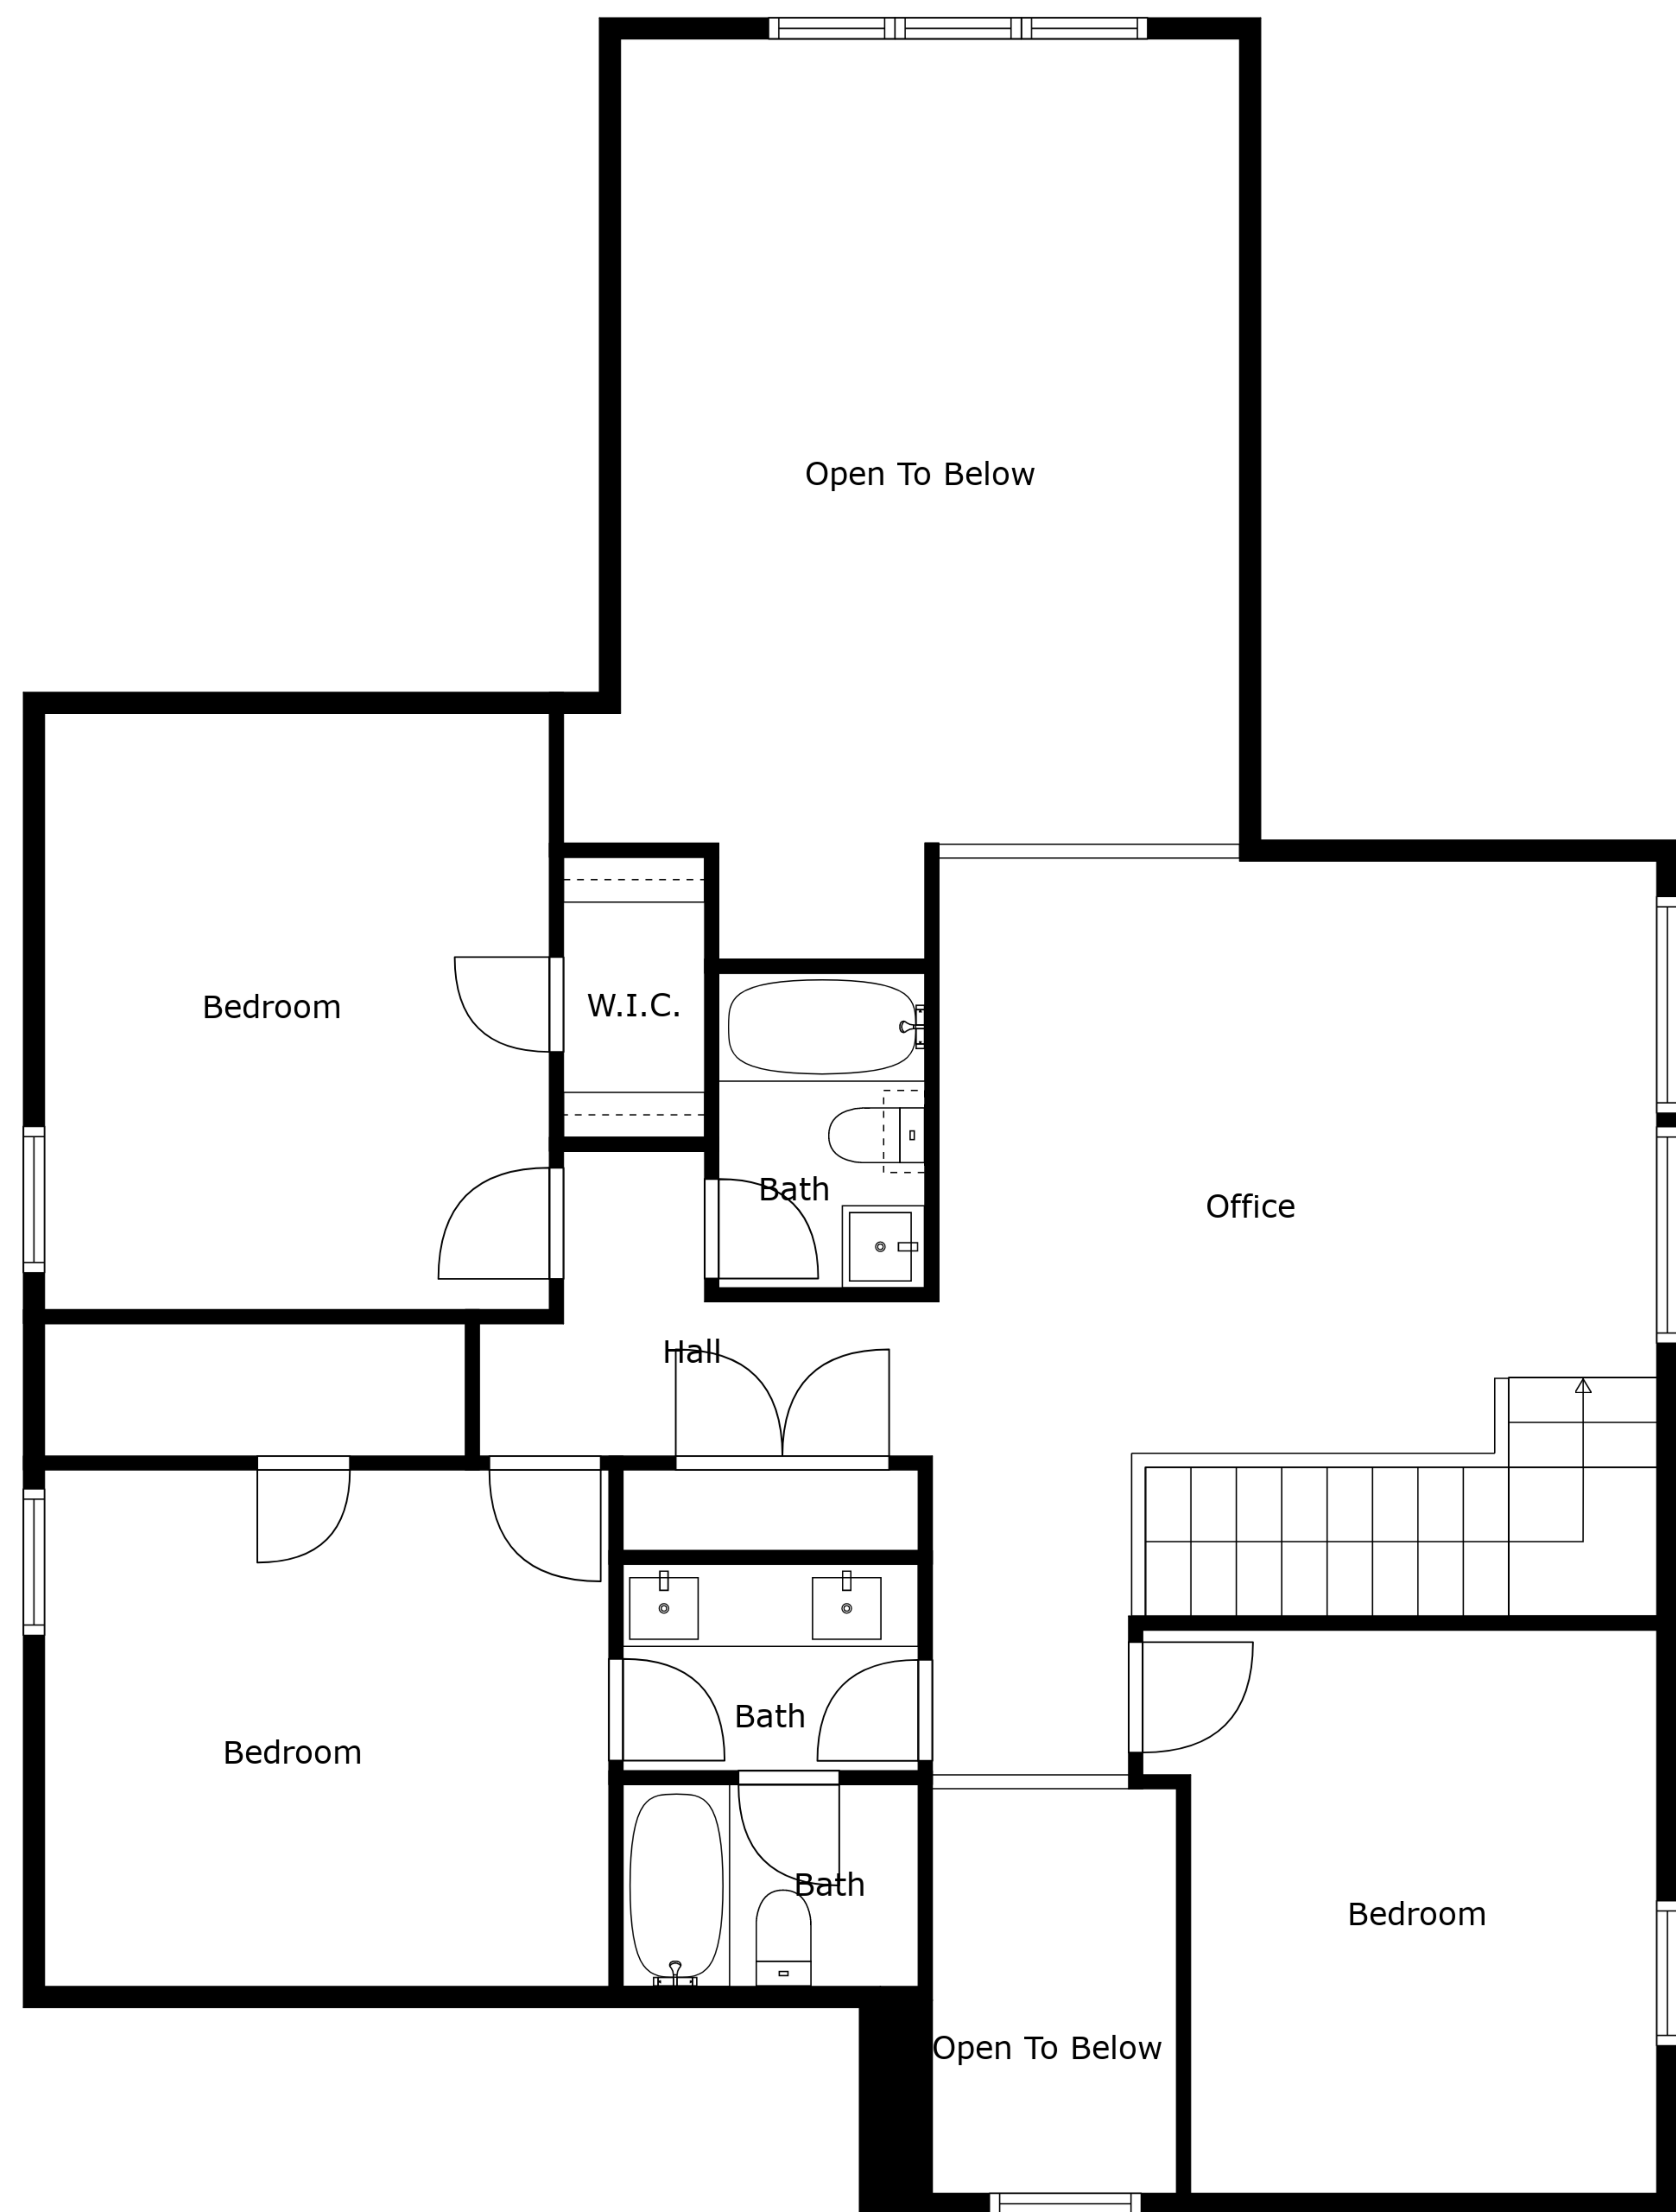 Open To Below
Bedroom
W.I.C.
Bath
Office
Hall
Bath
Bedroom
Bath
Bedroom
Open To Below